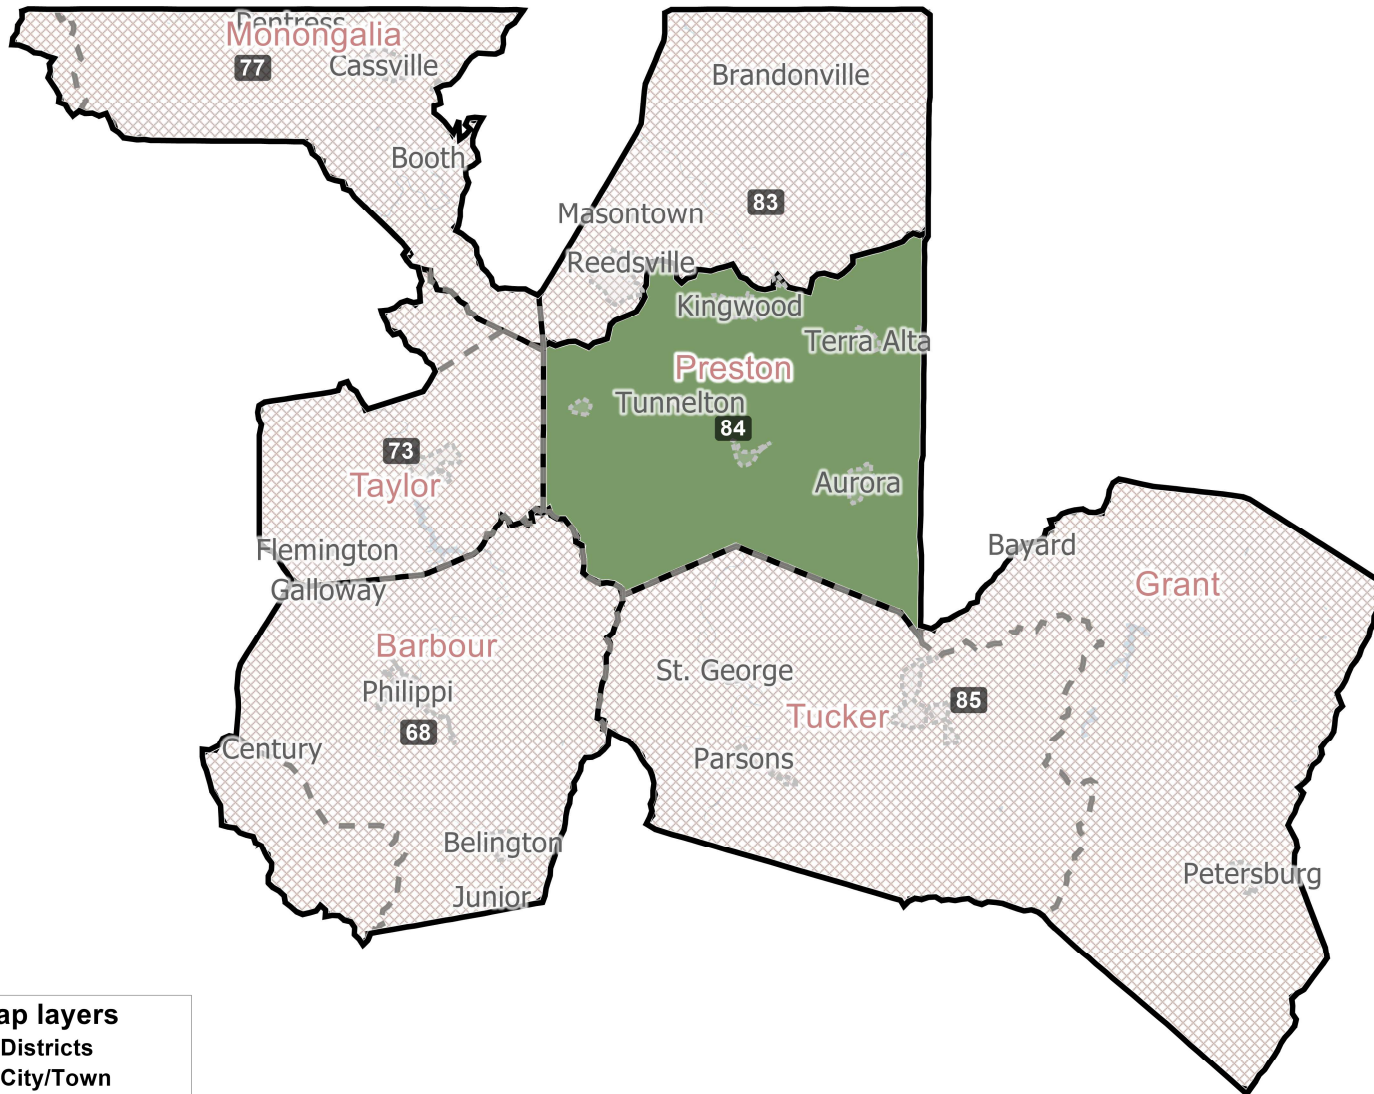 Dentress
Monongalia
77
Cassville
Brandonville
Booth
83
Masontown
Reedsville
Kingwood
Terra Alta
Preston
Tunnelton
84
73
Taylor
Aurora
Flemington
Bayard
Galloway
Grant
Barbour
St. George
Philippi
85
Tucker
68
Century
Parsons
Belington
Petersburg
Junior
ap layers
Districts
City/Town